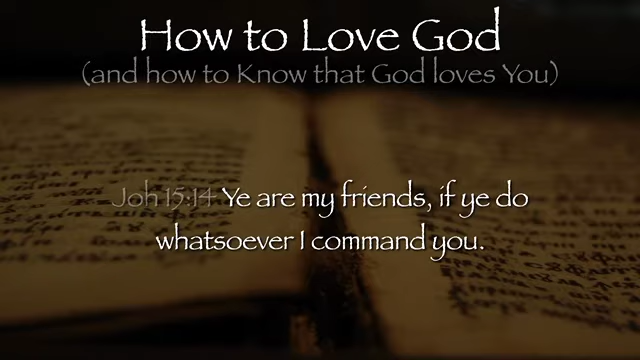 How to Love God
(and how to Know that God loves You)
Joh 15:14 Ye are my friends, if ye do
whatsoever I command you.